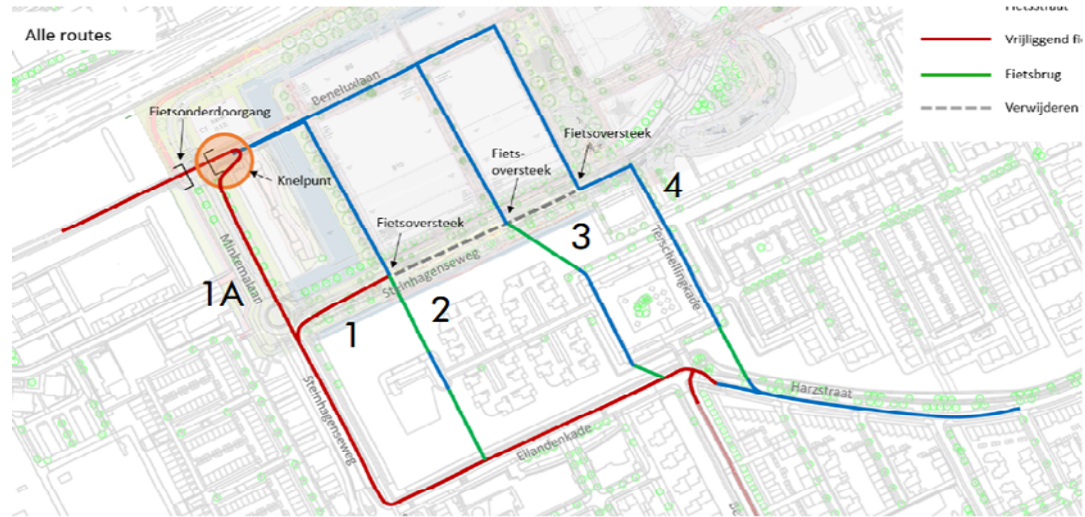 Alle routes
Vrijliggend fi
Fietsbrug
Verwijderen
Beneluxlaan
Fietsonderdoorgang
Fietsoversteek
Fiets-
oversteek
Knelpunt
4
Fietsoversteek
3
Terschellingkade
Minkemalaan
Steinhagenseweg
1A
2
1
Steinhagenseweg
Eilandenkade
Harzstraat